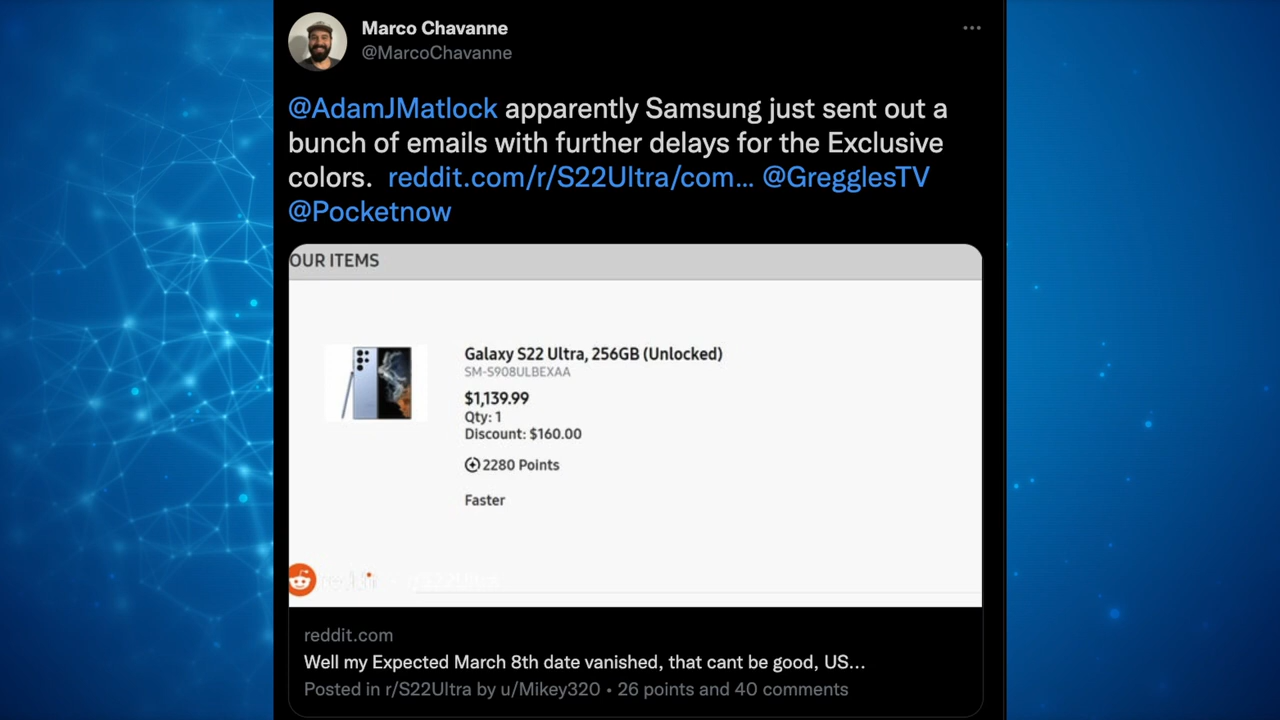 Marco Chavanne
@MarcoChavanne
@AdamJMatlock apparently Samsung just sent out a
bunch of emails with further delays for the Exclusive
colors. reddit.com/r/S22Ultra/com... @GregglesTV
@Pocketnow
OUR ITEMS
Galaxy S22 Ultra, 256GB (Unlocked)
SM-S908ULBEXAA
$1,139.99
Qty: 1
Discount: $160.00
2280 Points
Faster
reddit.com
Well my Expected March 8th date vanished, that cant be good, US...
Posted in r/S22Ultra by u/Mikey320 • 26 points and 40 comments